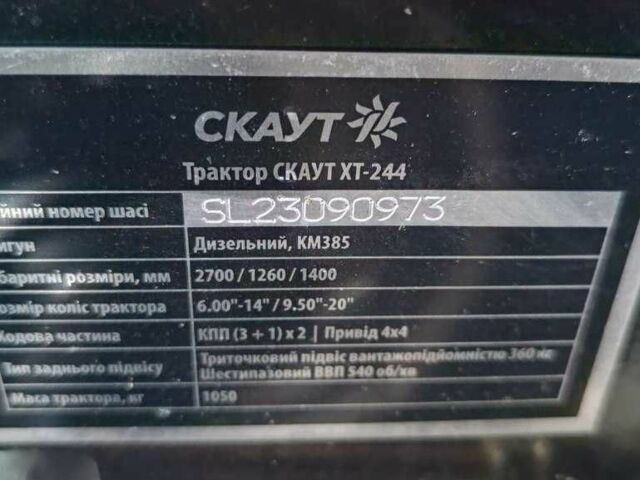 СКАУТ
Трактор СКАУТ ХТ-244
йний номер шасі SL23090973
игун Дизельний, КМ385
баритні розміри, мм 2700 / 1260 / 1400
озмір коліс трактора 6.00"-14" / 9.50"-20"
Ходова частина КПП (3 + 1) х 2 | Привід 4х4
Тип заднього підвісу Триточковий підвіс вантажопідйомністю 360 кг
Шестипазовий ВВП 540 об/хв
Маса трактора, кг 1050